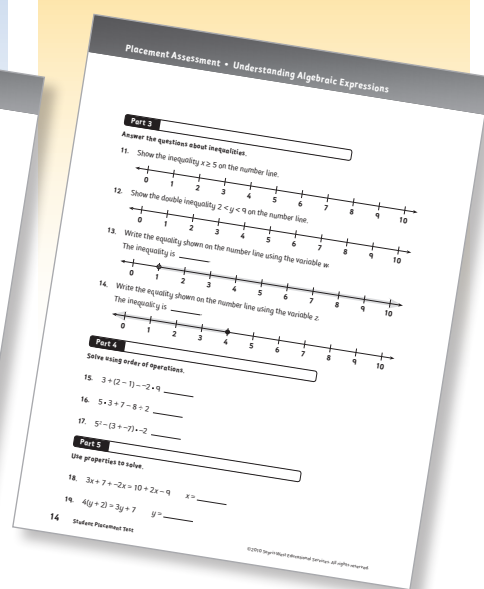 Placement Assessment • Understanding Algebraic Expressions
Part 3
Answer the questions about inequalities.
11. Show the inequality x ≥ 5 on the number line.
0 1 2 3 4 5 6 7 8 9 10
12. Show the double inequality 2 < y < 9 on the number line.
0 1 2 3 4 5 6 7 8 9 10
13. Write the equality shown on the number line using the variable w.
The inequality is
0 1 2 3 4 5 6 7 8 9 10
14. Write the equality shown on the number line using the variable z.
The inequality is
0 1 2 3 4 5 6 7 8 9 10
Part 4
Solve using order of operations.
15. 3 + (2 − 1) − −2 • 9
16. 5 • 3 + 7 − 8 ÷ 2
17. 5² − (3 + −7) • −2
Part 5
Use properties to solve.
18. 3x + 7 + −2x = 10 + 2x − 9 x =
19. 4(y + 2) = 3y + 7 y =
14 Student Placement Test
Educational Services. All rights reserved.